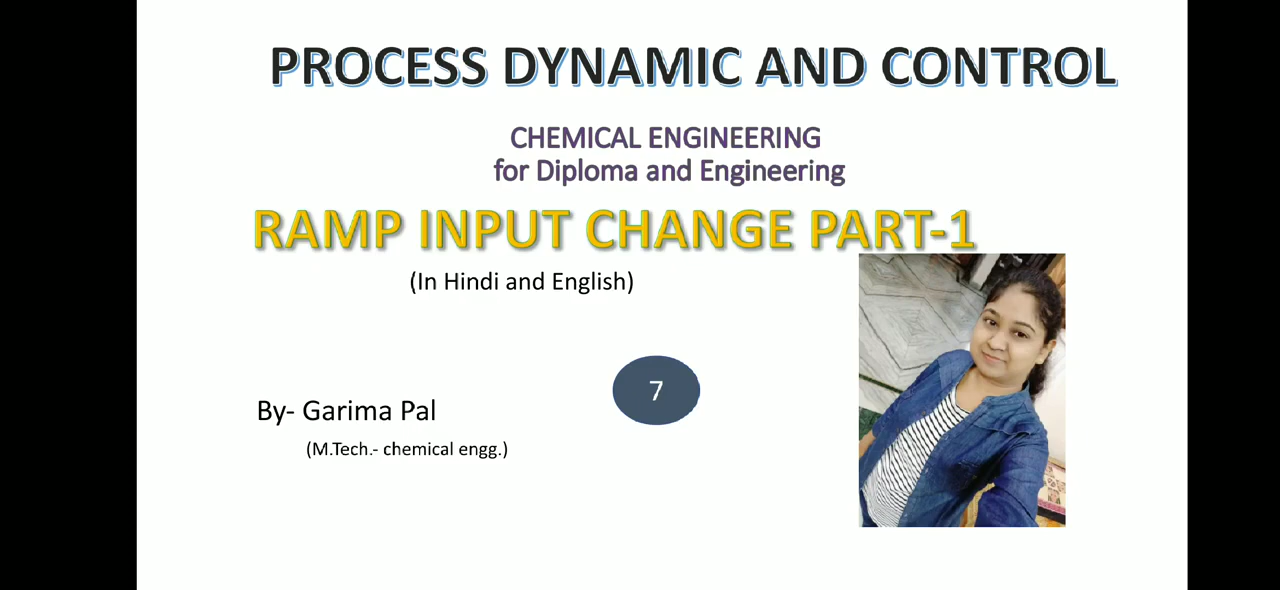 PROCESS DYNAMIC AND CONTROL
CHEMICAL ENGINEERING
for Diploma and Engineering
RAMP INPUT CHANGE PART-1
(In Hindi and English)
7
By- Garima Pal
(M.Tech.- chemical engg.)